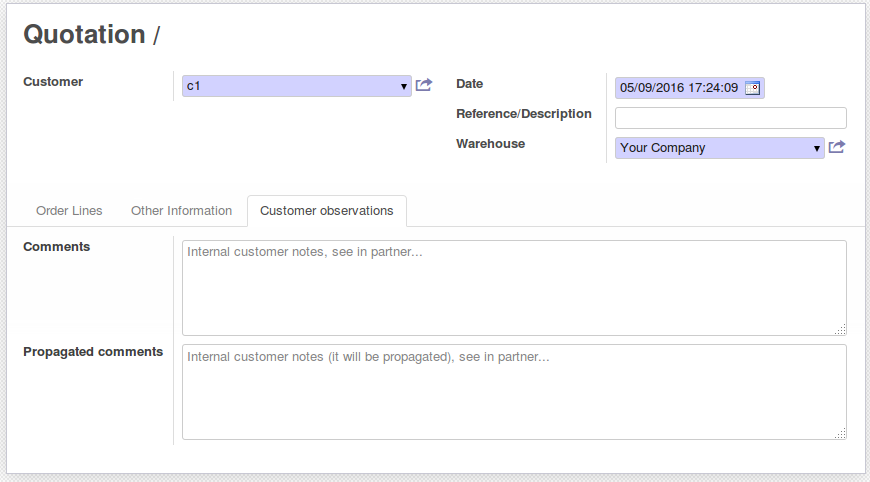 Quotation /
Customer
c1
Date
05/09/2016 17:24:09
Reference/Description
Warehouse
Your Company
Order Lines Other Information Customer observations
Comments
Internal customer notes, see in partner...
Propagated comments
Internal customer notes (it will be propagated), see in partner...